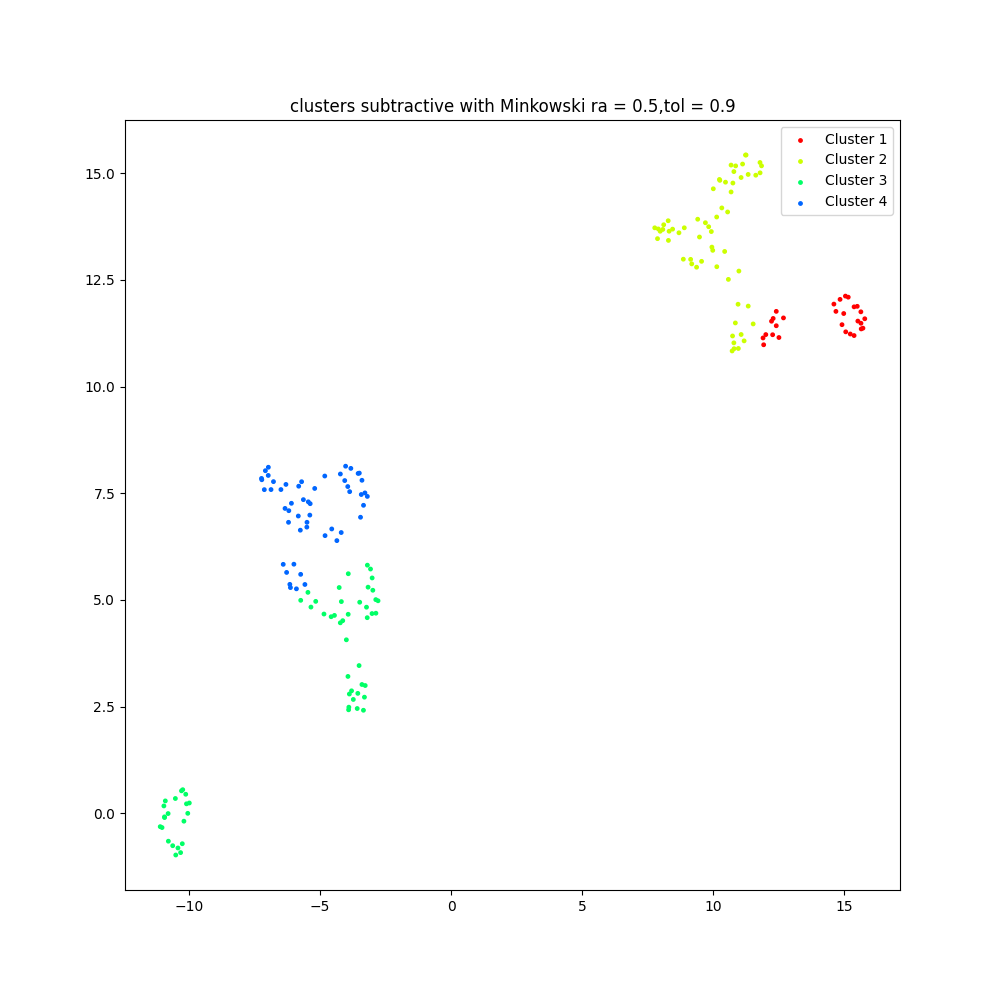 clusters subtractive with Minkowski ra = 0.5,tol = 0.9
Cluster 1
Cluster 2
Cluster 3
Cluster 4
15.0
12.5
10.0
7.5
5.0
2.5
0.0
−10
−5
0
5
10
15